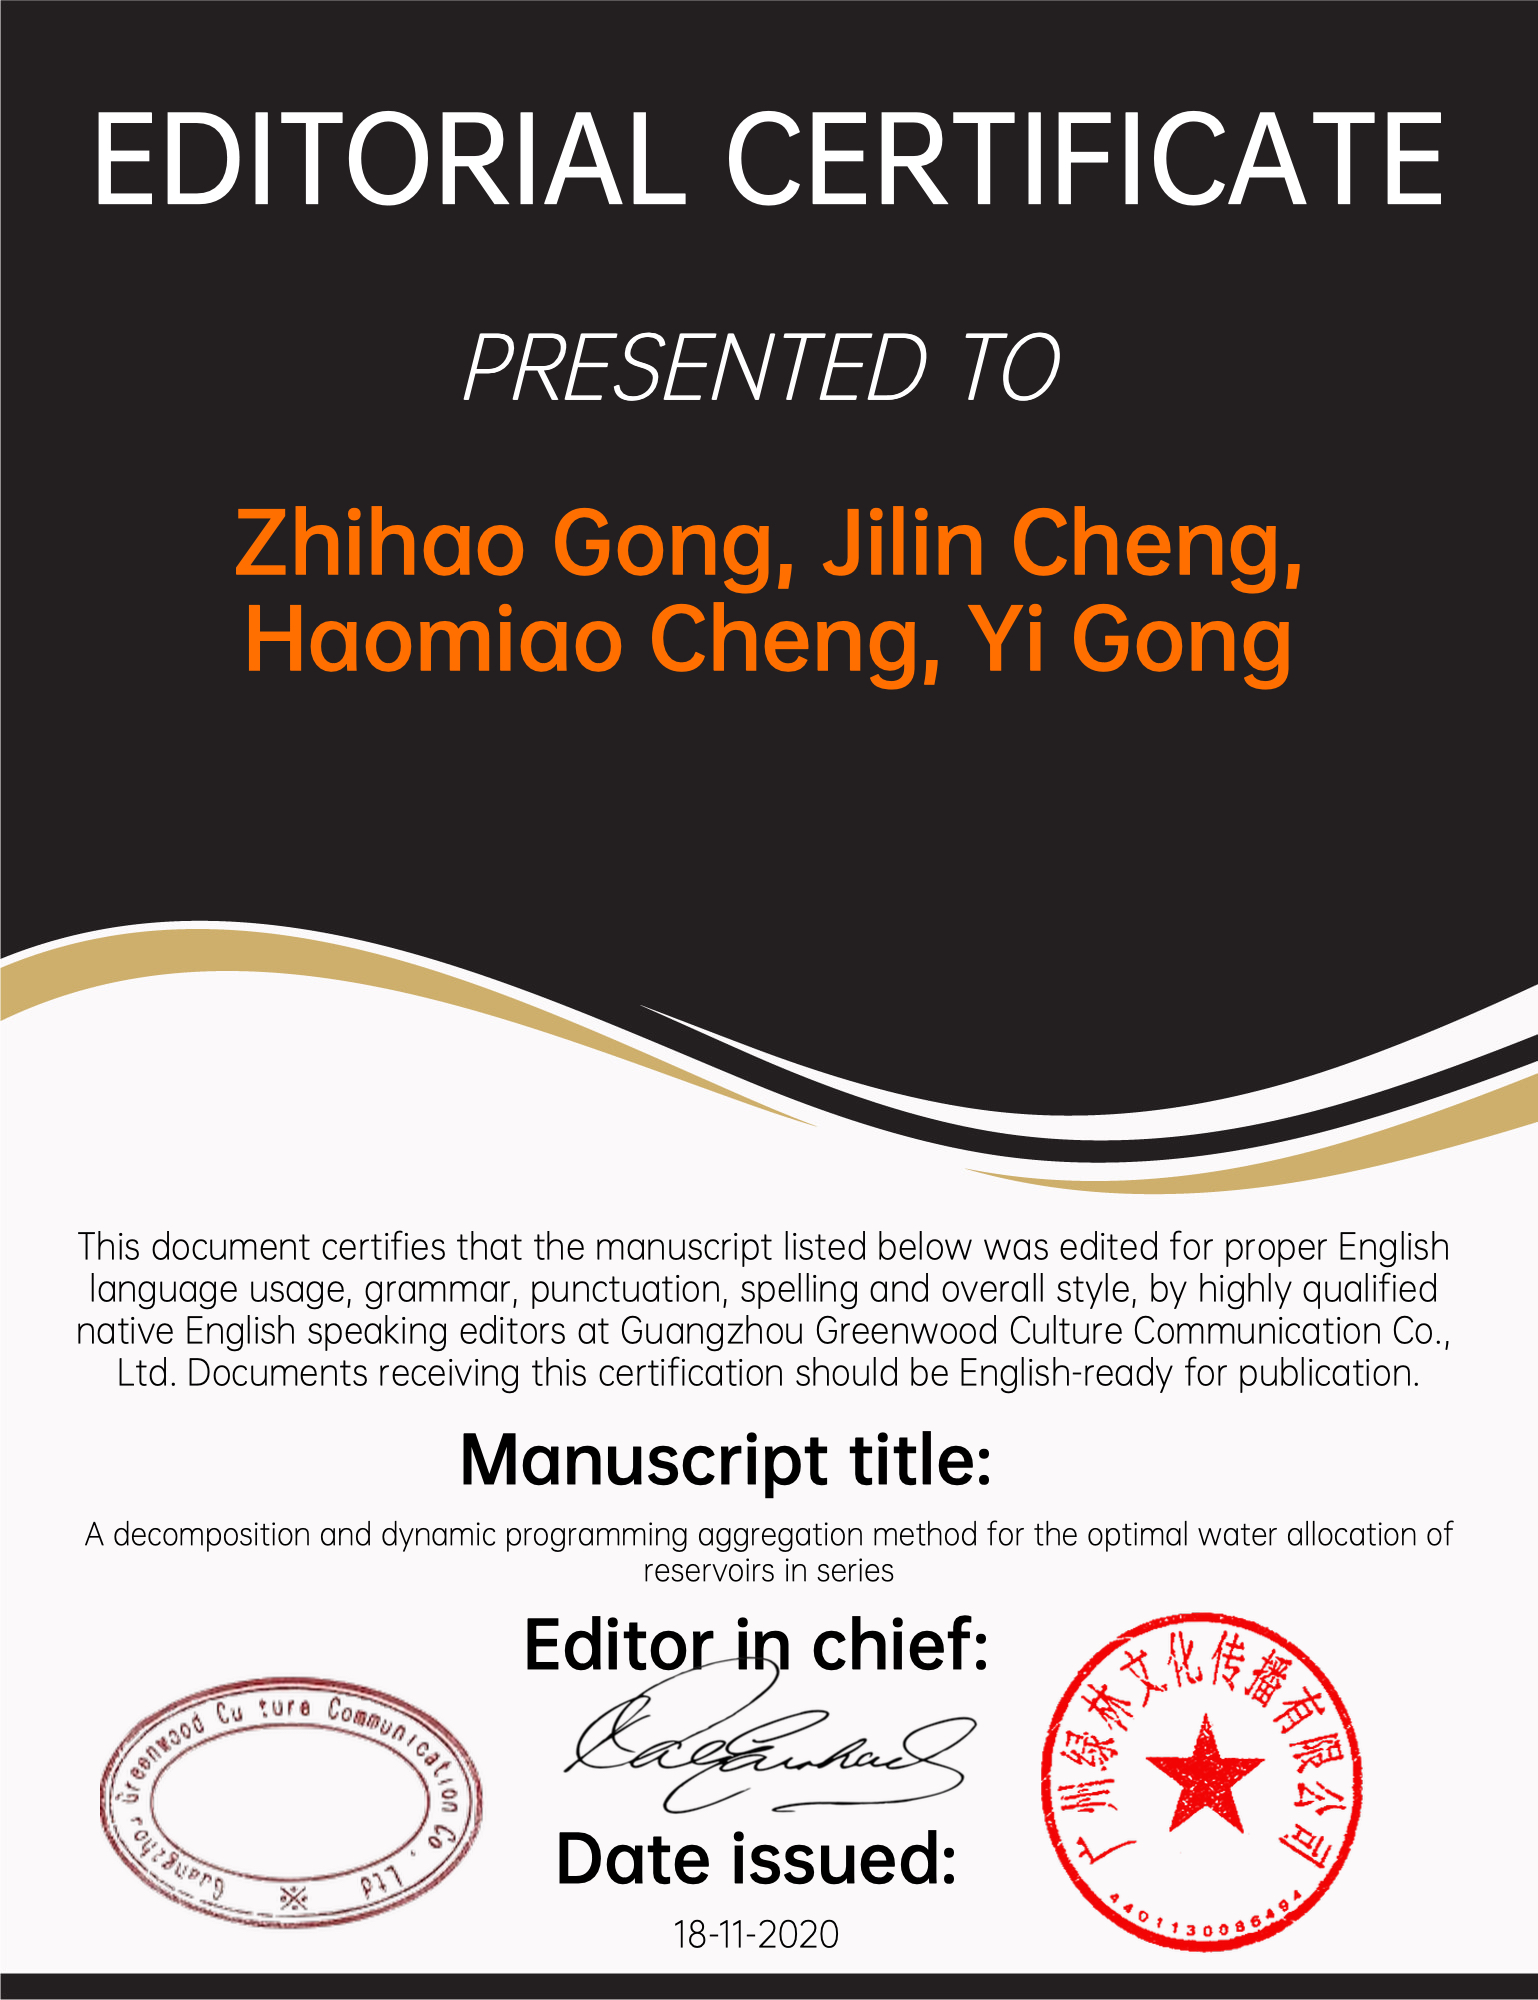 EDITORIAL CERTIFICATE
PRESENTED TO
Zhihao Gong, Jilin Cheng,
Haomiao Cheng, Yi Gong
This document certifies that the manuscript listed below was edited for proper English
language usage, grammar, punctuation, spelling and overall style, by highly qualified
native English speaking editors at Guangzhou Greenwood Culture Communication Co.,
Ltd. Documents receiving this certification should be English-ready for publication.
Manuscript title:
A decomposition and dynamic programming aggregation method for the optimal water allocation of
reservoirs in series
Editor in chief:
Guangzhou Greenwood Cu ture Communication Co., Ltd
广州绿林文化传播有限公司
4401130086494
Date issued:
18-11-2020